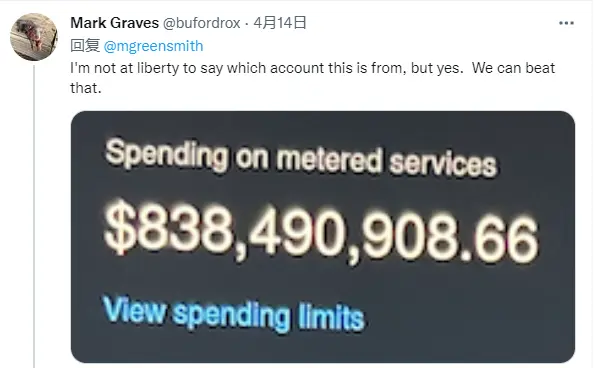 Mark Graves @bufordrox · 4月14日
回复 @mgreensmith
I'm not at liberty to say which account this is from, but yes.  We can beat
that.
Spending on metered services
$838,490,908.66
View spending limits